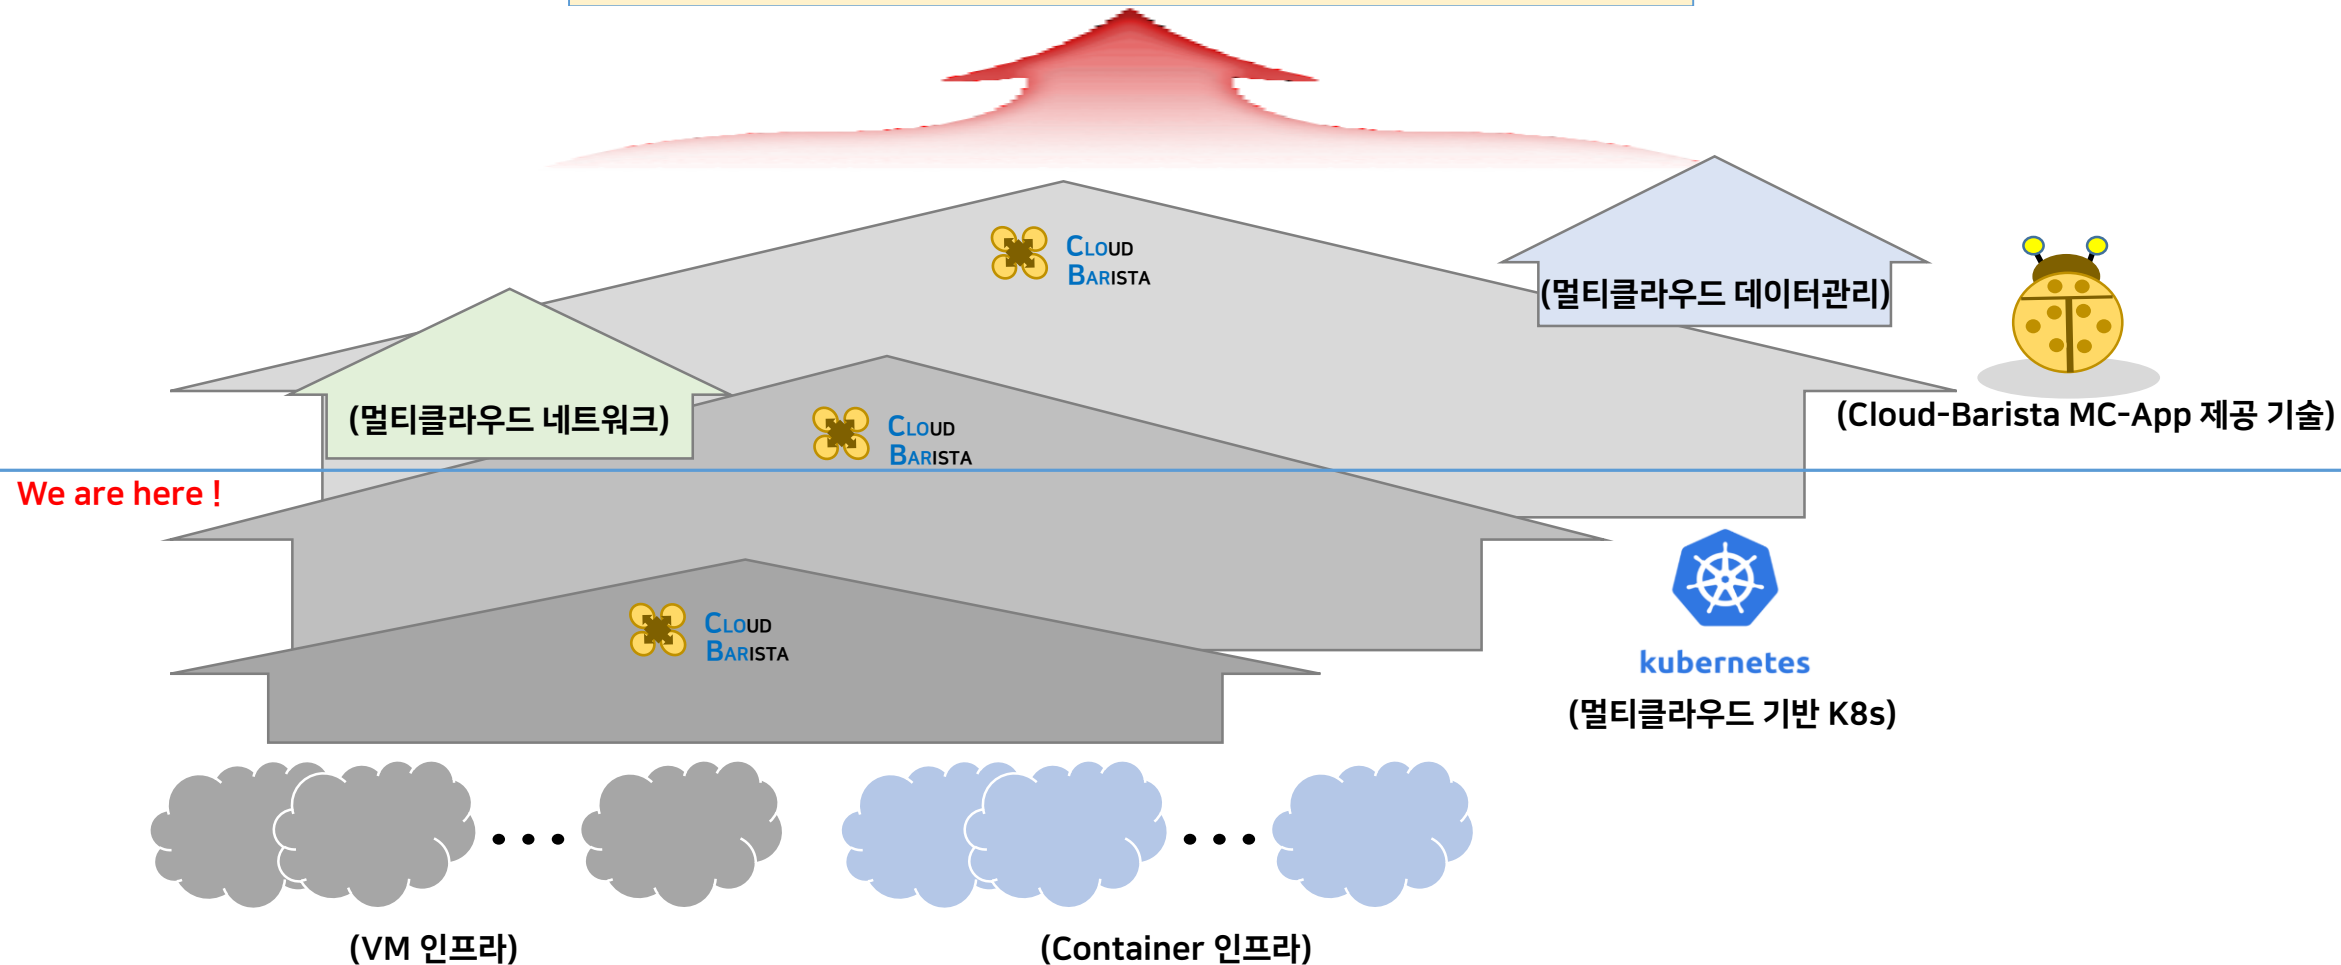 CLOUD
BARISTA
(멀티클라우드 데이터관리)
(Cloud-Barista MC-App 제공 기술)
(멀티클라우드 네트워크)
CLOUD
BARISTA
We are here !
kubernetes
(멀티클라우드 기반 K8s)
CLOUD
BARISTA
(VM 인프라)
(Container 인프라)